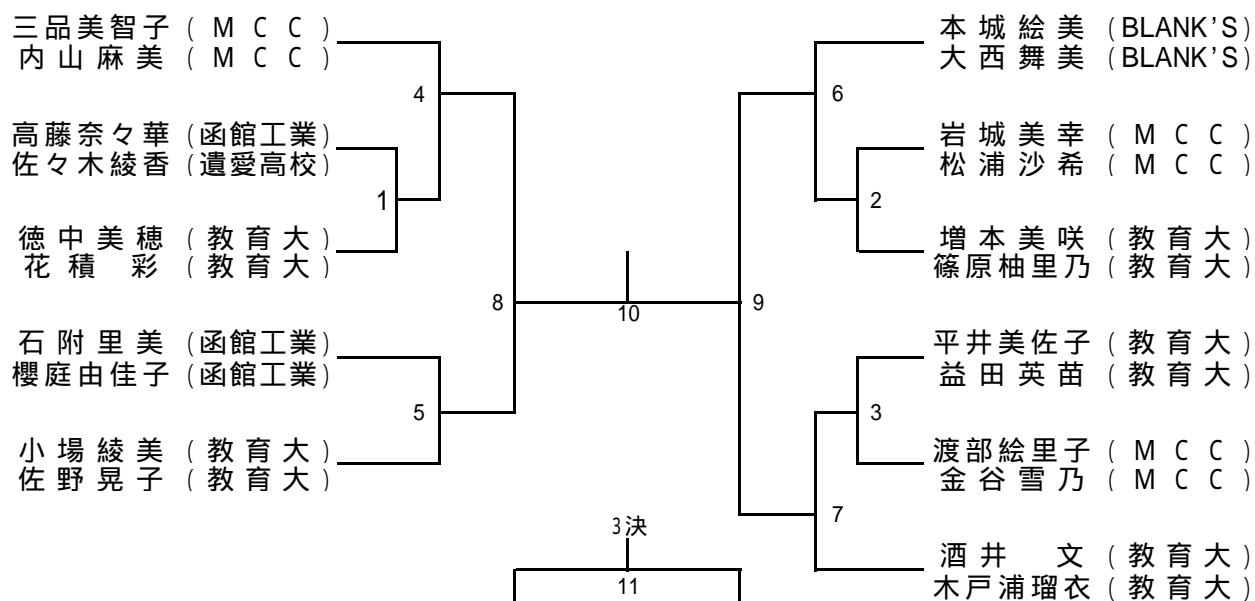 三品美智子 ( M C C )
内山麻美 ( M C C )
4
高藤奈々華 (函館工業)
佐々木綾香 (遺愛高校)
1
徳中美穂 ( 教育大 )
花積 彩 ( 教育大 )
8
石附里美 (函館工業)
櫻庭由佳子 (函館工業)
5
小場綾美 ( 教育大 )
佐野晃子 ( 教育大 )
10
3決
11
本城絵美 (BLANK'S)
大西舞美 (BLANK'S)
6
岩城美幸 ( M C C )
松浦沙希 ( M C C )
2
増本美咲 ( 教育大 )
篠原柚里乃 ( 教育大 )
9
平井美佐子 ( 教育大 )
益田英苗 ( 教育大 )
3
渡部絵里子 ( M C C )
金谷雪乃 ( M C C )
7
酒井 文 ( 教育大 )
木戸浦瑠衣 ( 教育大 )